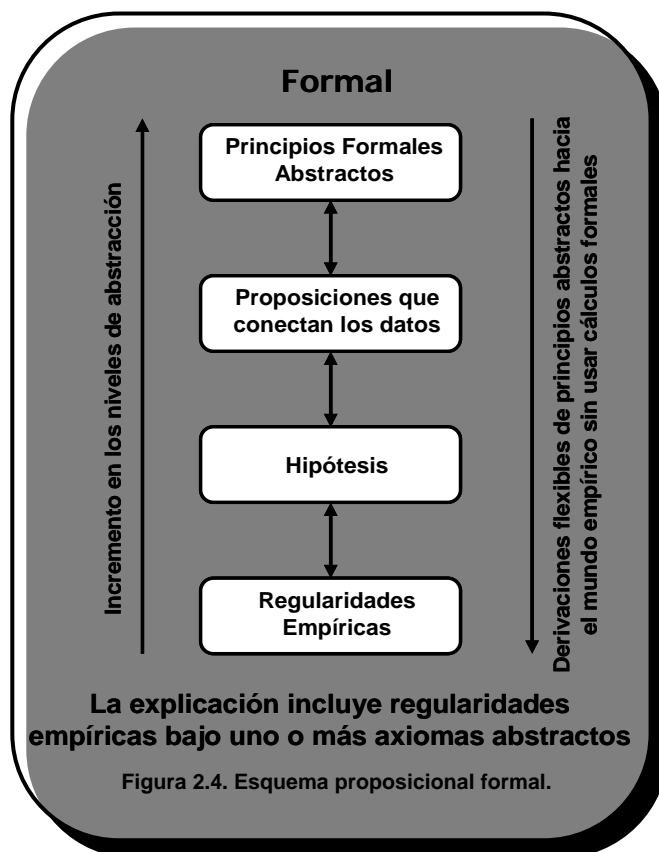 Formal
Incremento en los niveles de abstracción
Principios Formales
Abstractos
Proposiciones que
conectan los datos
Hipótesis
Regularidades
Empíricas
Derivaciones flexibles de principios abstractos hacia
el mundo empírico sin usar cálculos formales
La explicación incluye regularidades
empíricas bajo uno o más axiomas abstractos
Figura 2.4. Esquema proposicional formal.